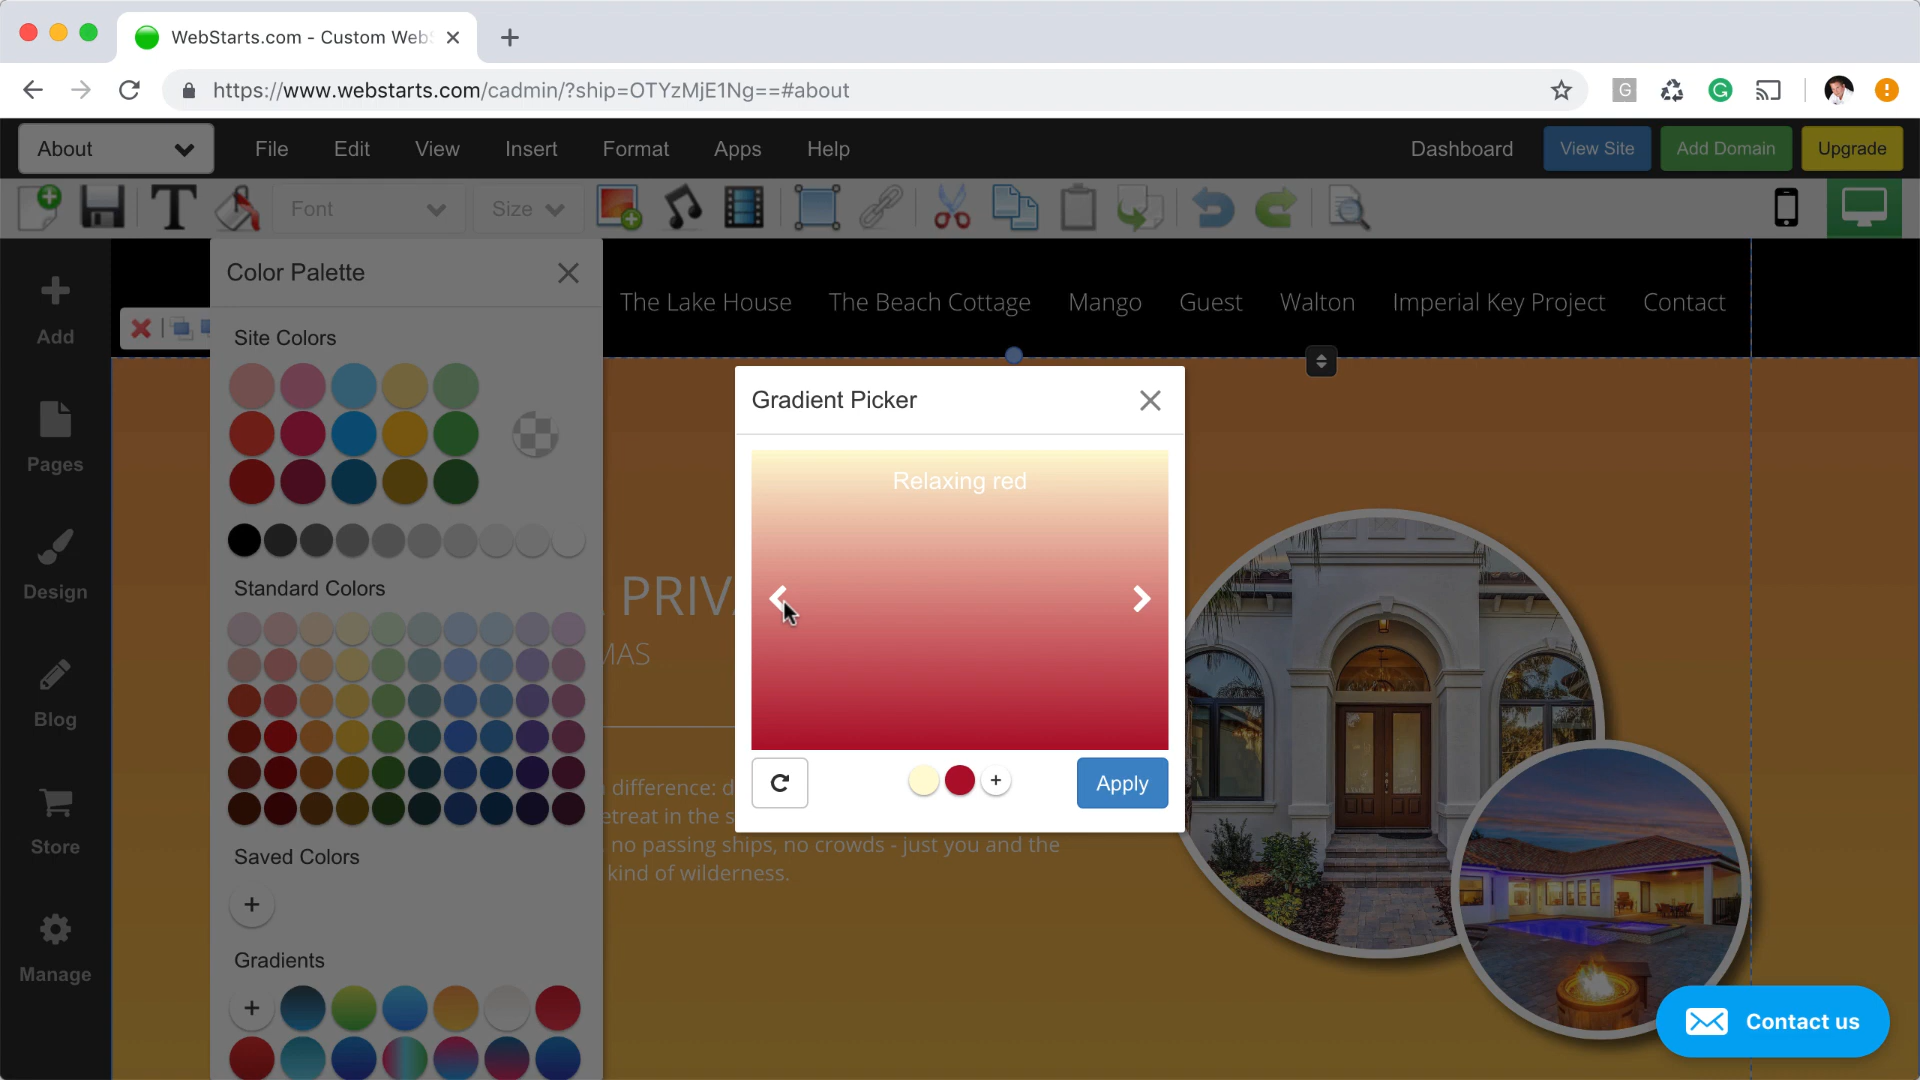 WebStarts.com - Custom Web
https://www.webstarts.com/cadmin/?ship=OTYzMjE1Ng==#about
G
About
File
Edit
View
Insert
Format
Apps
Help
Dashboard
View Site
Add Domain
Upgrade
T
Font
Size
Add
Pages
Design
Blog
Store
Manage
Color Palette
Site Colors
Standard Colors
Saved Colors
Gradients
The Lake House
The Beach Cottage
Mango
Guest
Walton
Imperial Key Project
Contact
Gradient Picker
Relaxing red
Apply
difference:
treat in the
no passing ships, no crowds - just you and the
kind of wilderness.
Contact us